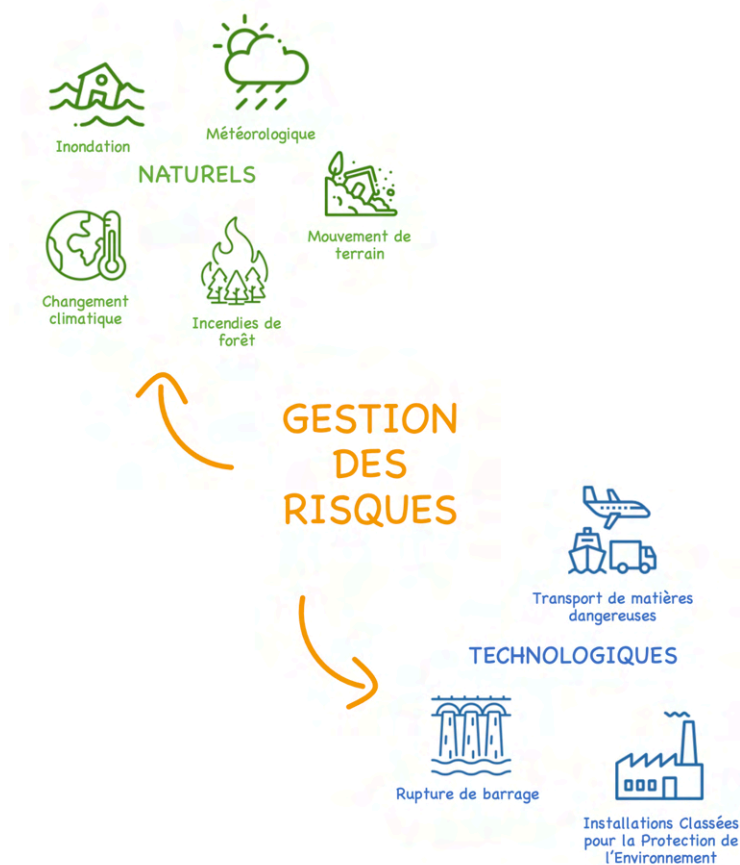 Météorologique
Inondation
NATURELS
Mouvement de
terrain
Changement
climatique
Incendies de
forêt
GESTION
DES
RISQUES
Transport de matières
dangereuses
TECHNOLOGIQUES
Rupture de barrage
Installations Classées
pour la Protection de
l'Environnement